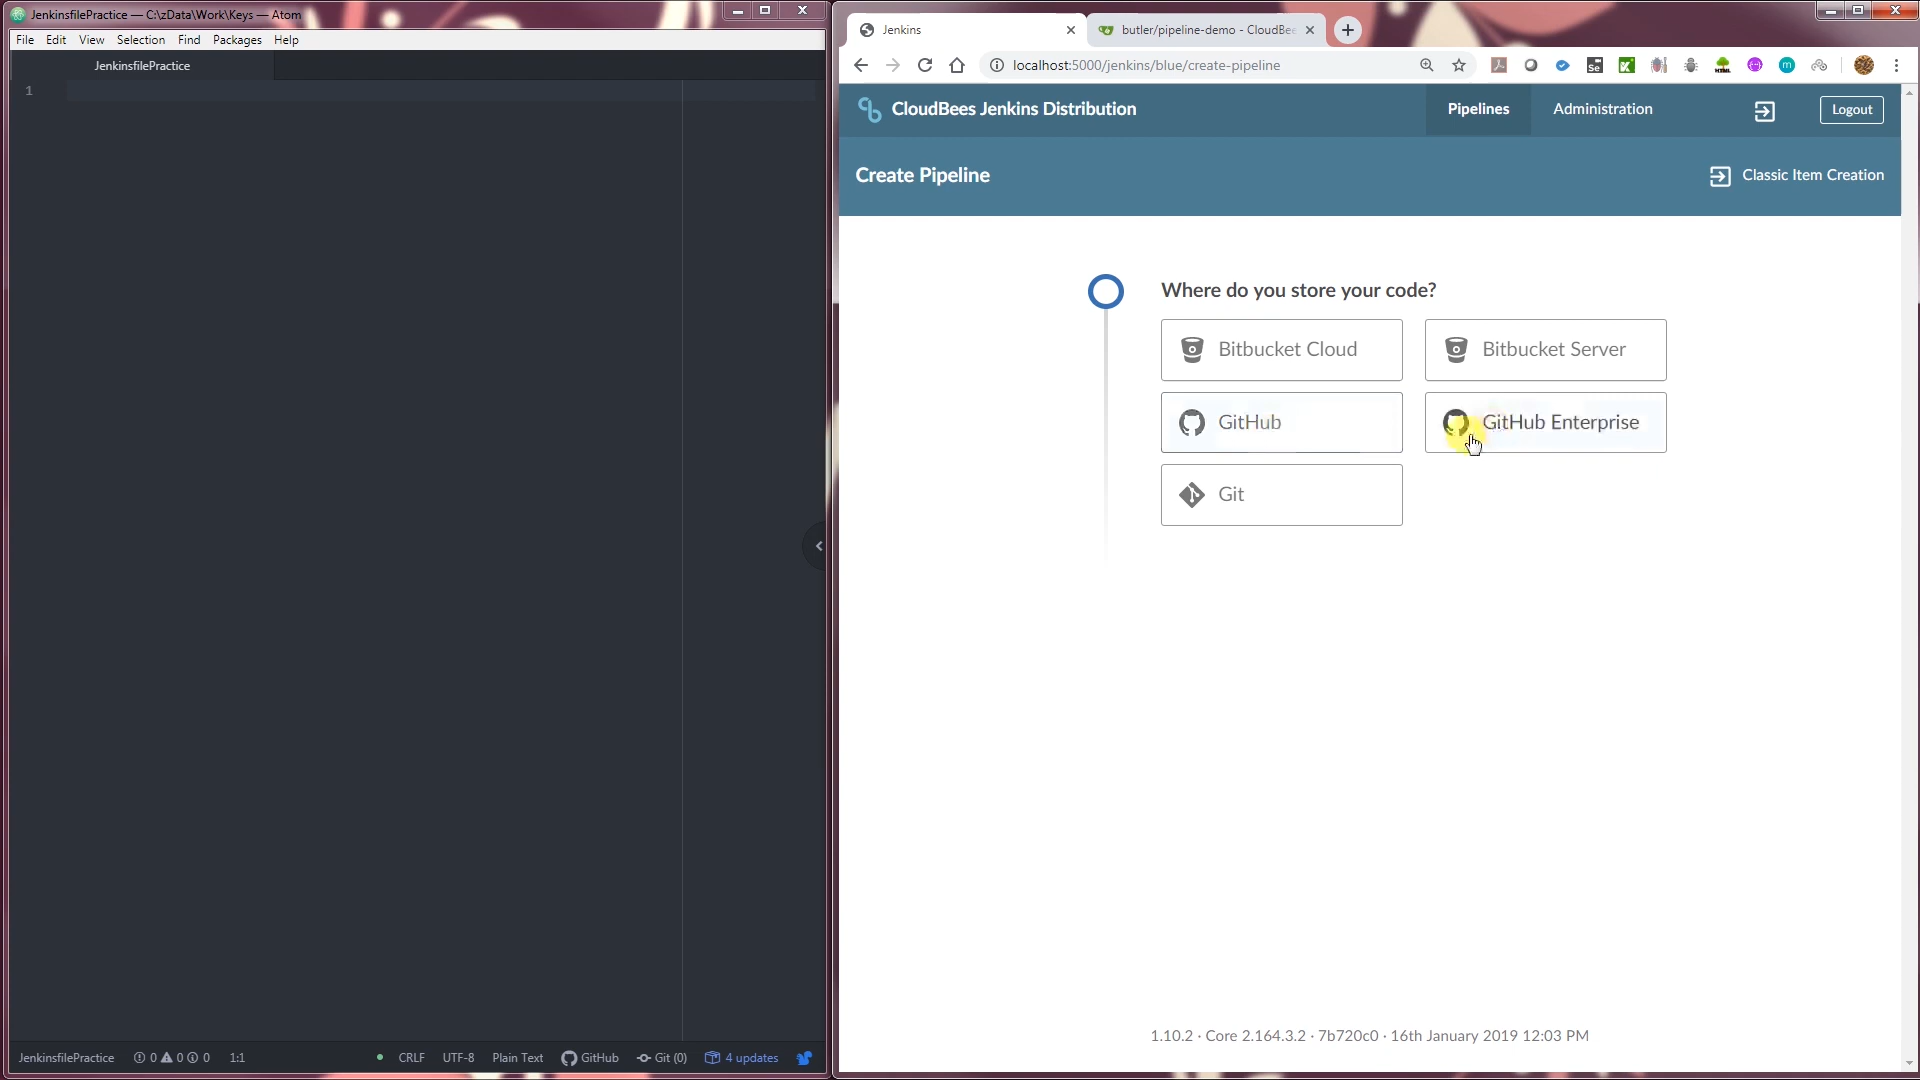 JenkinsfilePractice — C:\zData\Work\Keys — Atom
File Edit View Selection Find Packages Help
JenkinsfilePractice
1
JenkinsfilePractice 0 0 0 1:1 CRLF UTF-8 Plain Text GitHub Git (0) 4 updates
Jenkins
butler/pipeline-demo - CloudBee
localhost:5000/jenkins/blue/create-pipeline
CloudBees Jenkins Distribution
Pipelines Administration Logout
Create Pipeline
Classic Item Creation
Where do you store your code?
Bitbucket Cloud Bitbucket Server
GitHub GitHub Enterprise
Git
1.10.2 · Core 2.164.3.2 · 7b720c0 · 16th January 2019 12:03 PM